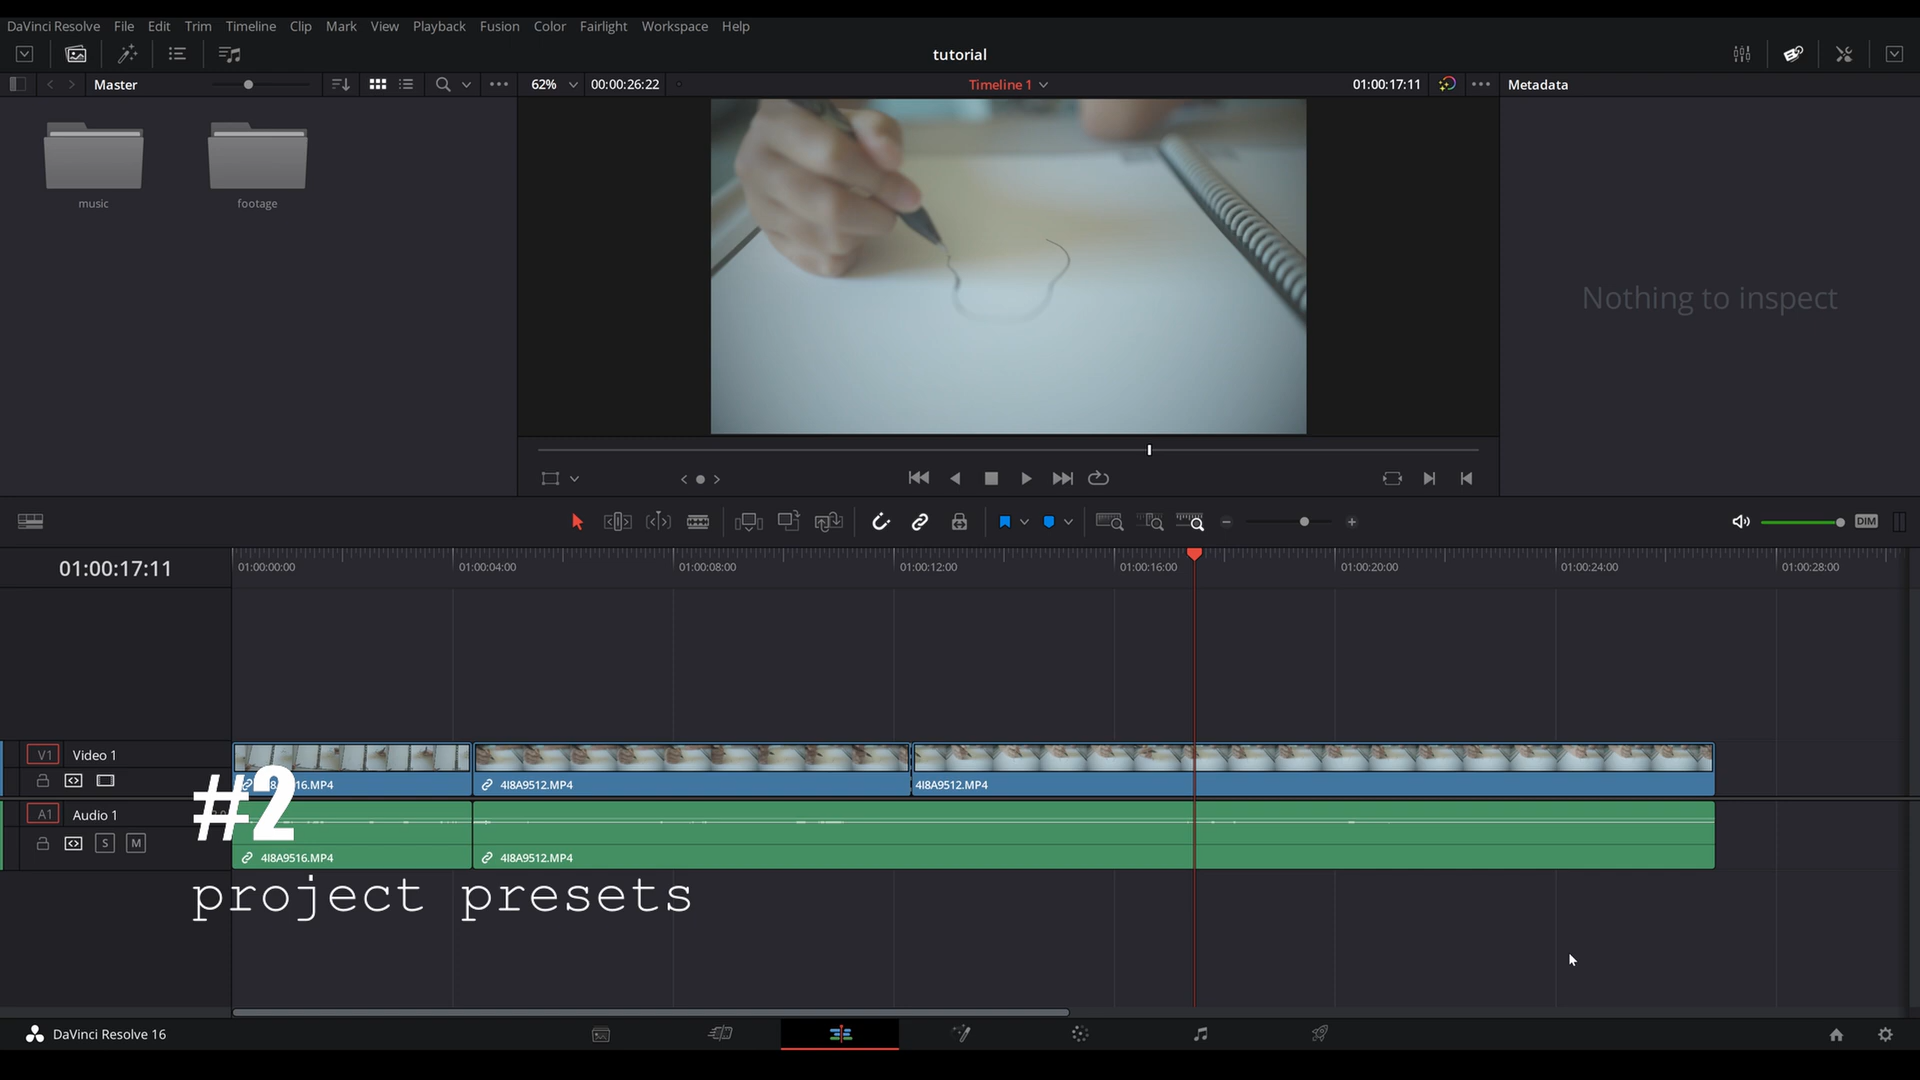 DaVinci Resolve File Edit Trim Timeline Clip Mark View Playback Fusion Color Fairlight Workspace Help
tutorial
Master 62% 00:00:26:22 Timeline 1 01:00:17:11 Metadata
music footage
Nothing to inspect
DIM
01:00:17:11 01:00:00:00 01:00:04:00 01:00:08:00 01:00:12:00 01:00:16:00 01:00:20:00 01:00:24:00 01:00:28:00
V1 Video 1
16.MP4 4I8A9512.MP4 4I8A9512.MP4
#2
A1 Audio 1
S M
4I8A9516.MP4 4I8A9512.MP4
project presets
DaVinci Resolve 16